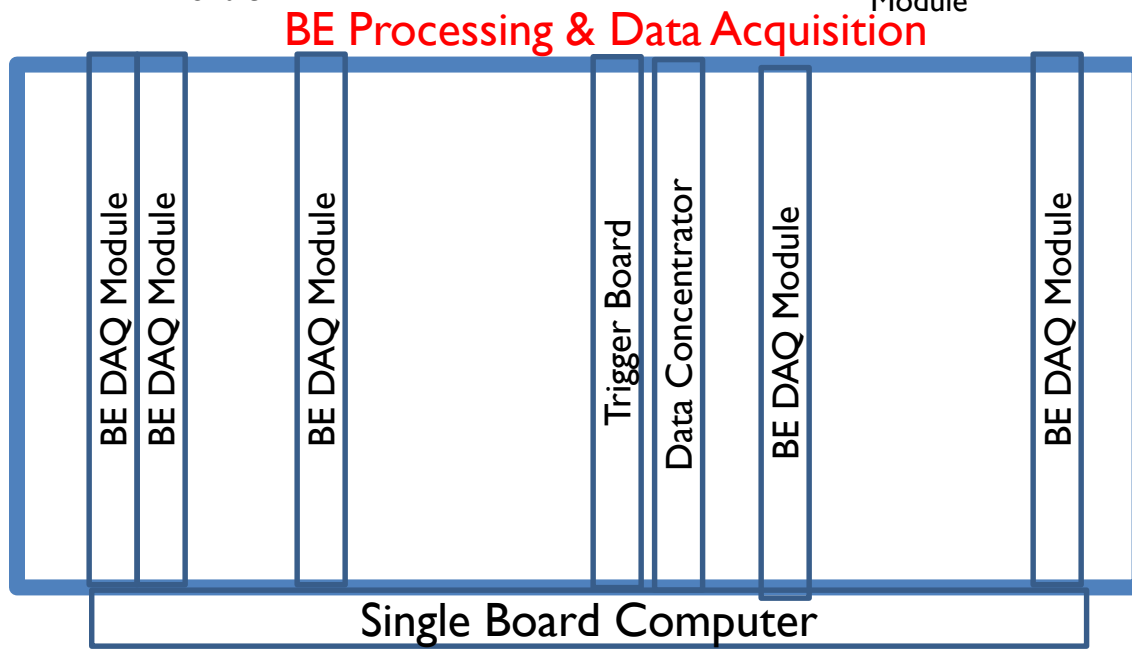 Module
BE Processing & Data Acquisition
BE DAQ Module
BE DAQ Module
BE DAQ Module
Trigger Board
Data Concentrator
BE DAQ Module
BE DAQ Module
Single Board Computer